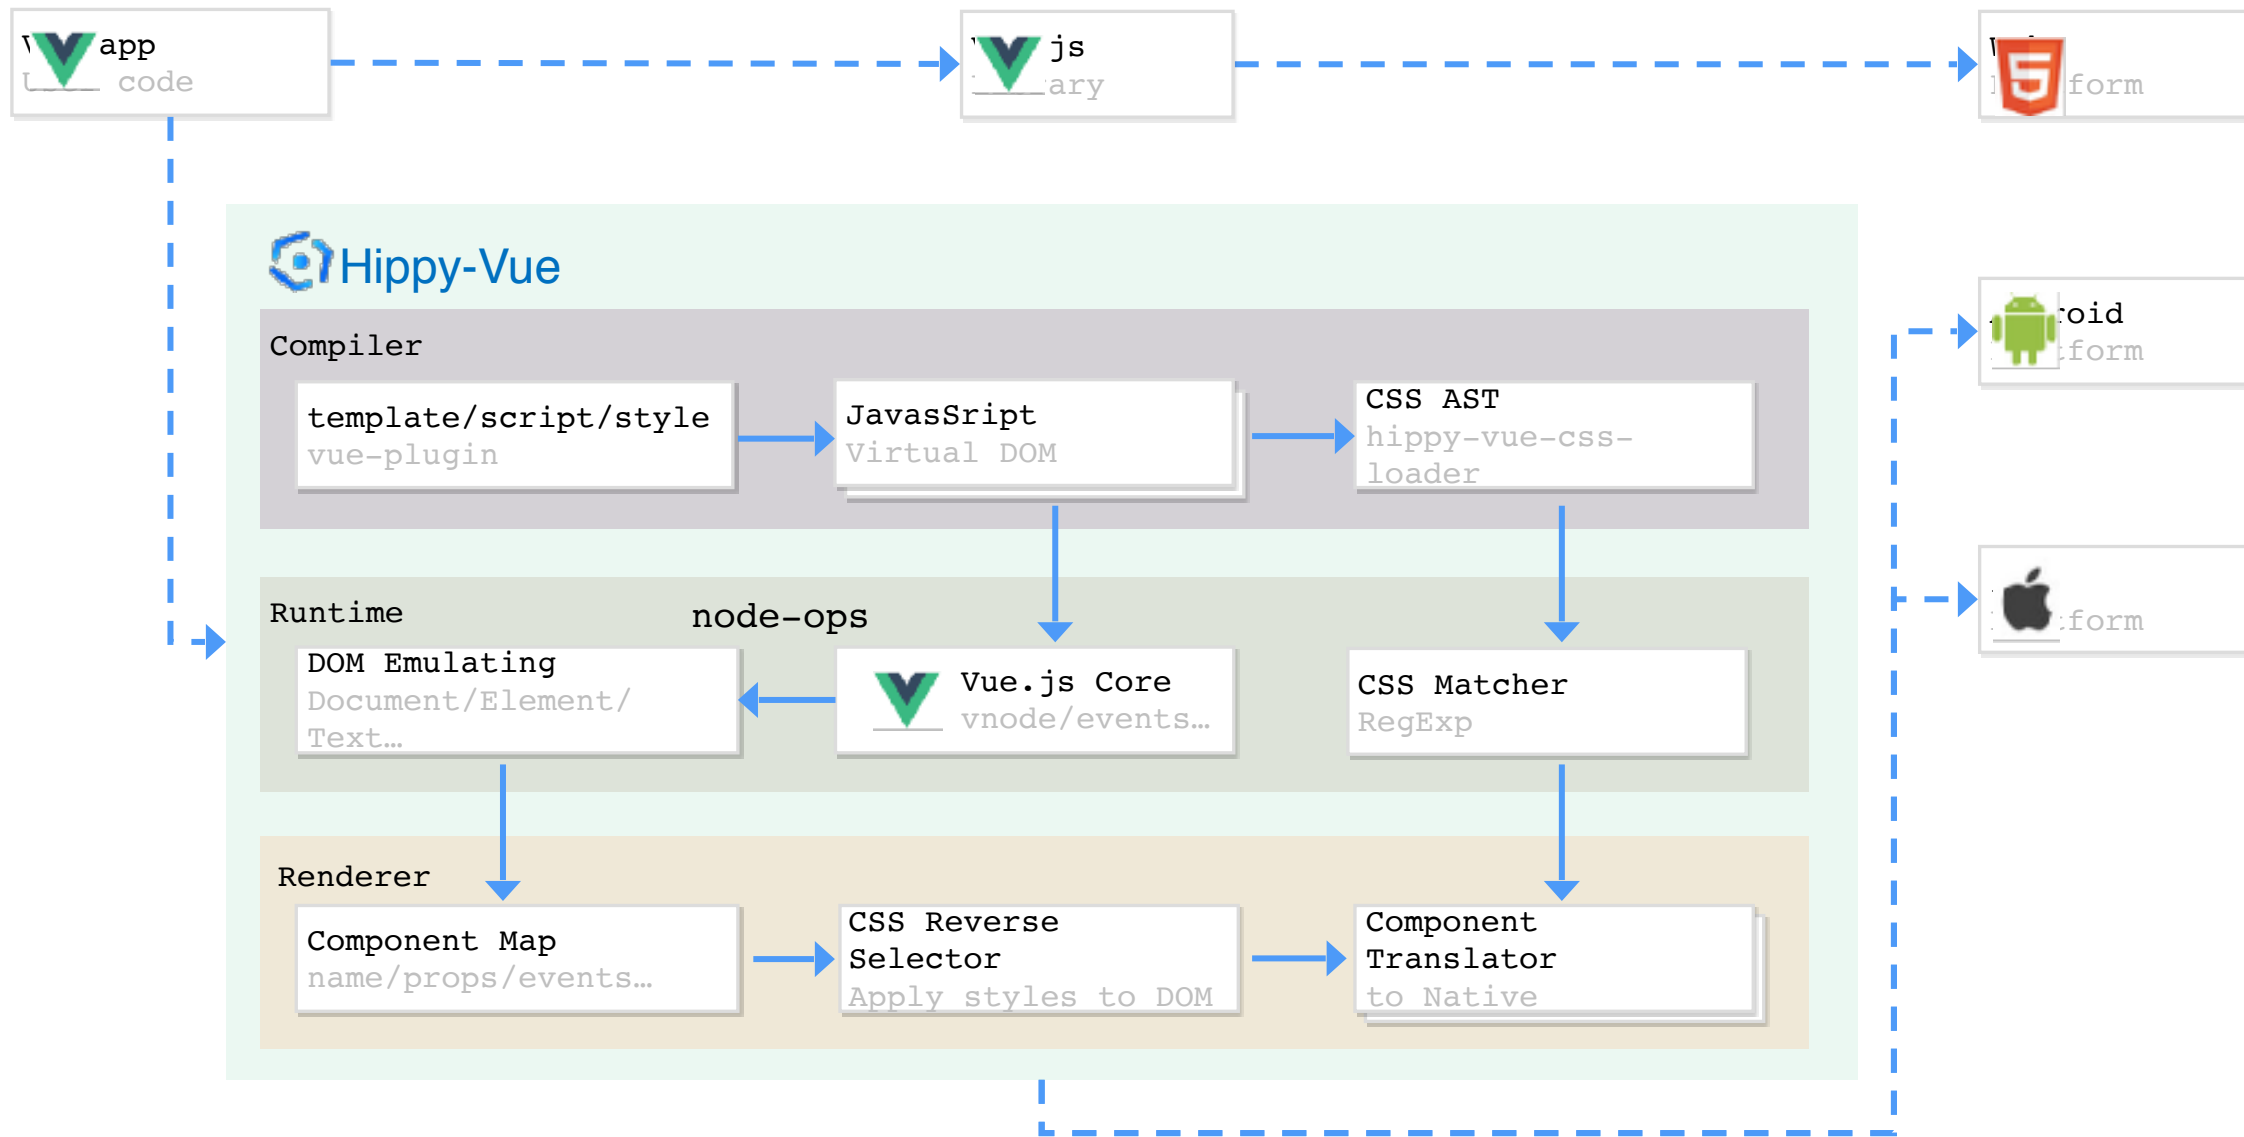 app
code
js
ary
form
Hippy-Vue
Compiler
template/script/style
vue-plugin
JavasSript
Virtual DOM
CSS AST
hippy-vue-css-
loader
roid
form
Runtime
node-ops
DOM Emulating
Document/Element/
Text…
Vue.js Core
vnode/events…
CSS Matcher
RegExp
form
Renderer
Component Map
name/props/events…
CSS Reverse
Selector
Apply styles to DOM
Component
Translator
to Native